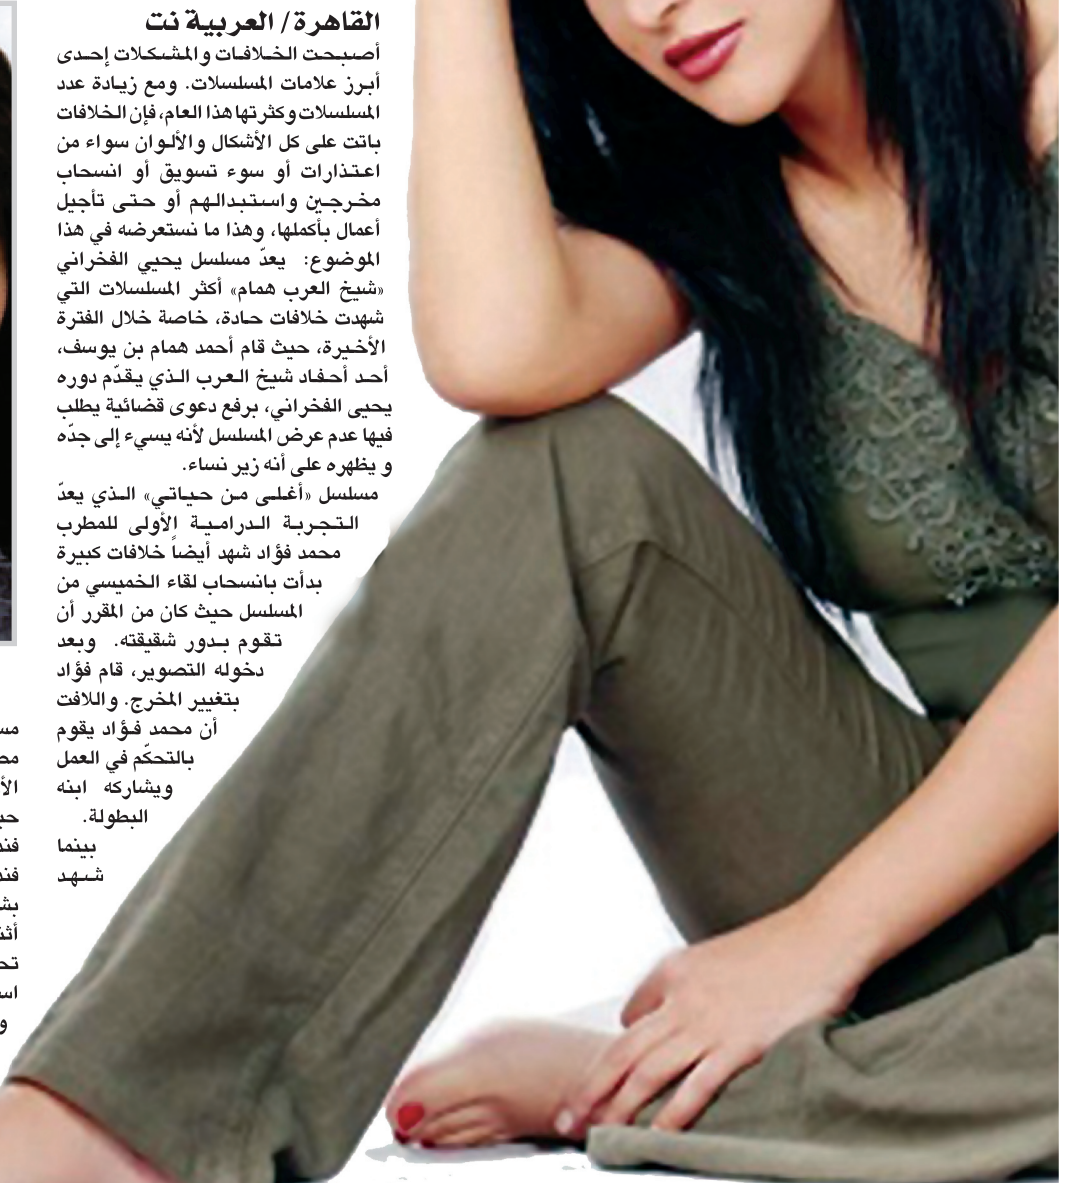 القاهرة/ العربية نت
أصبحت الخلافات والمشكلات إحدى
أبرز علامات المسلسلات. ومع زيادة عدد
المسلسلات وكثرتها هذا العام، فإن الخلافات
باتت على كل الأشكال والألوان سواء من
اعتذارات أو سوء تسويق أو انسحاب
مخرجين واستبدالهم أو حتى تأجيل
أعمال بأكملها، وهذا ما نستعرضه في هذا
الموضوع: يعدّ مسلسل يحيي الفخراني
«شيخ العرب همام» أكثر المسلسلات التي
شهدت خلافات حادة، خاصة خلال الفترة
الأخيرة، حيث قام أحمد همام بن يوسف،
أحد أحفاد شيخ العرب الذي يقدّم دوره
يحيى الفخراني، برفع دعوى قضائية يطلب
فيها عدم عرض المسلسل لأنه يسيء إلى جدّه
ويظهره على أنه زير نساء.
مسلسل «أغلى من حياتي» الذي يعدّ
التجربة الدرامية الأولى للمطرب
محمد فؤاد شهد أيضاً خلافات كبيرة
بدأت بانسحاب لقاء الخميسي من
المسلسل حيث كان من المقرر أن
تقوم بدور شقيقته. وبعد
دخوله التصوير، قام فؤاد
بتغيير المخرج. واللافت
أن محمد فؤاد يقوم
بالتحكّم في العمل
ويشاركه ابنه
البطولة.
بينما
شهد